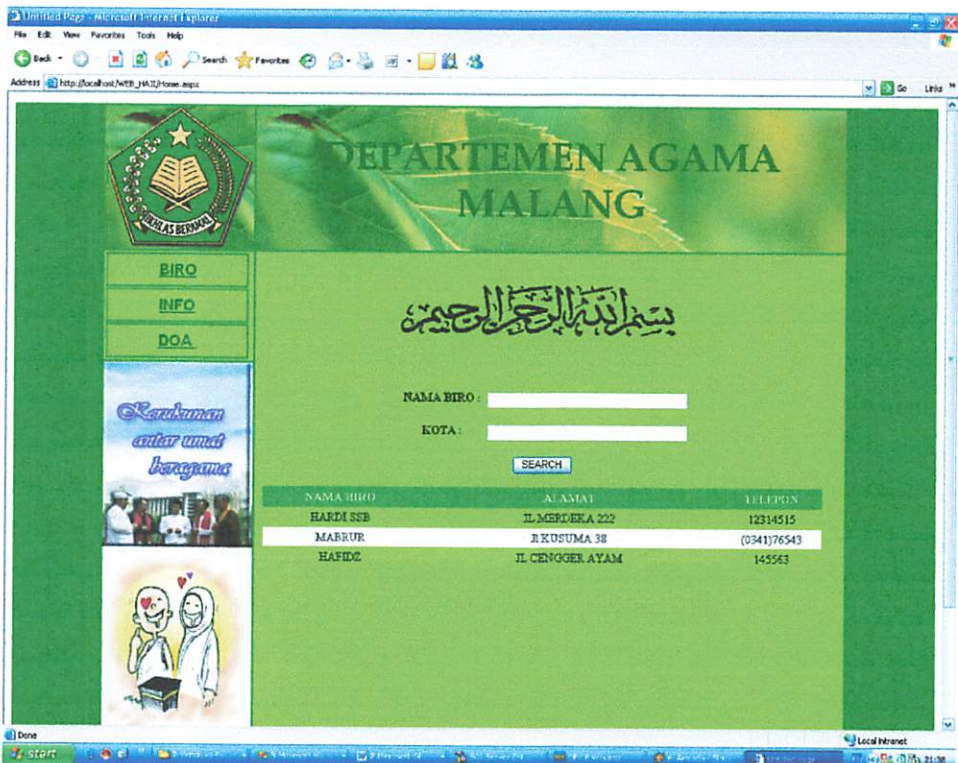 Untitled Page - Microsoft Internet Explorer
File Edit View Favorites Tools Help
Back Search Favorites
Address http://localhost/WEB_HAJI/Home.aspx Go Links
DEPARTEMEN AGAMA
MALANG
IKHLAS BERAMAL
BIRO
INFO
DOA
بسم الله الرحمن الرحيم
Kerukunan
antar umat
beragama
NAMA BIRO :
KOTA :
SEARCH
NAMA BIRO ALAMAT TELEPON
HARDI SSB JL MERDEKA 222 12314515
MABRUR Jl KUSUMA 38 (0341)76543
HAFIDZ JL CENGGER AYAM 145563
Done Local intranet
start 21:38